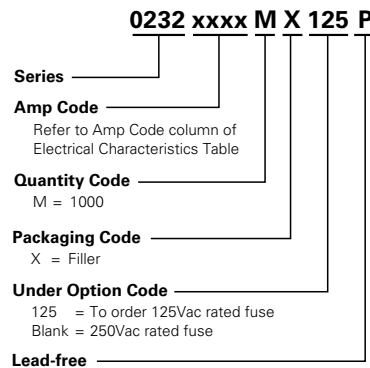 0232 xxxx M X 125 P
Series
Amp Code
Refer to Amp Code column of
Electrical Characteristics Table
Quantity Code
M = 1000
Packaging Code
X = Filler
Under Option Code
125 = To order 125Vac rated fuse
Blank = 250Vac rated fuse
Lead-free